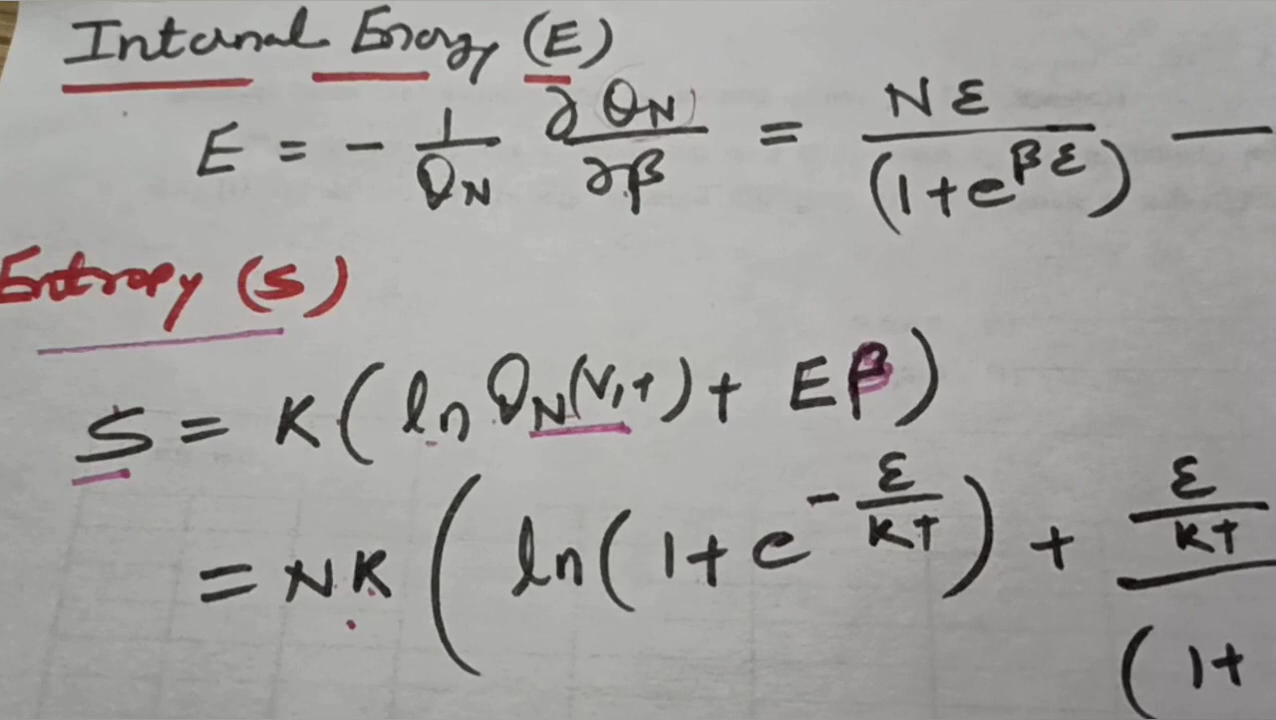 Internal Energy (E)
E = - 1/Q_N ∂Q_N/∂β = Nε/(1+e^{βε}) —
Entropy (S)
S = K ( ln Q_N(V,T) + Eβ )
= NK ( ln( 1+e^{-ε/KT} ) + ε/KT / (1+